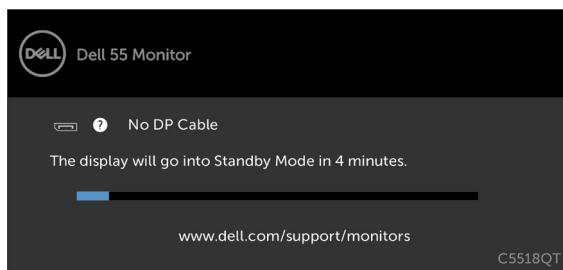 DELL
Dell 55 Monitor
? No DP Cable
The display will go into Standby Mode in 4 minutes.
www.dell.com/support/monitors
C5518QT